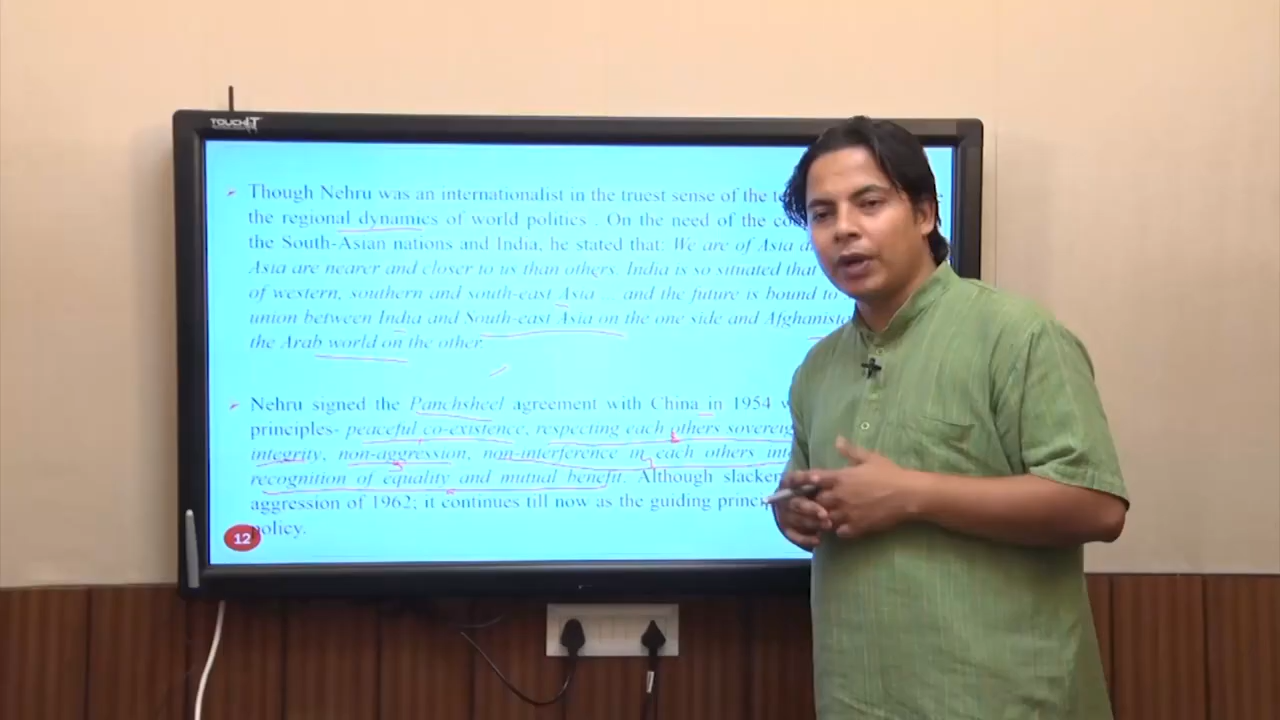 TOUCHIT
Though Nehru was an internationalist in the truest sense of the
the regional dynamics of world politics . On the need of the
the South-Asian nations and India, he stated that: We are of Asia
Asia are nearer and closer to us than others. India is so situated that
of western, southern and south-east Asia ... and the future is bound to
union between India and South-east Asia on the one side and
the Arab world on the other.
Nehru signed the Panchsheel agreement with China in 1954
principles- peaceful co-existence, respecting each others
integrity, non-aggression, non-interference in each others
recognition of equality and mutual benefit. Although
aggression of 1962; it continues till now as the guiding
policy.
12